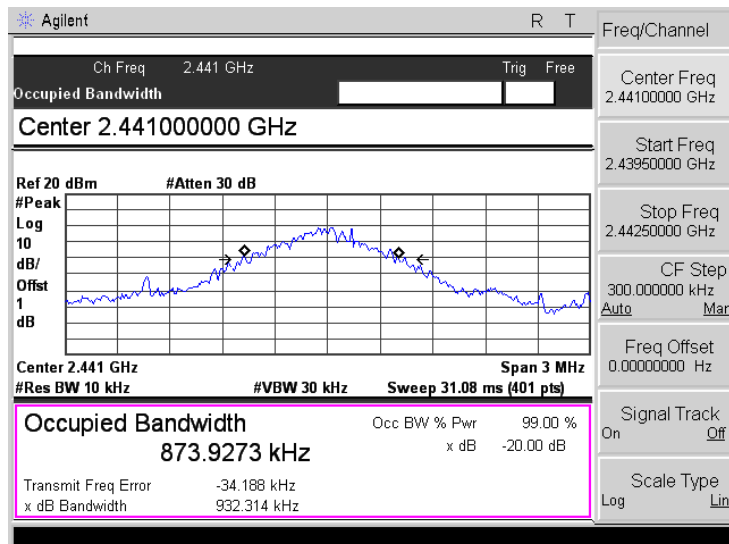 Agilent R T
Ch Freq 2.441 GHz Trig Free
Occupied Bandwidth
Center 2.441000000 GHz
Ref 20 dBm #Atten 30 dB
#Peak
Log
10
dB/
Offst
1
dB
Center 2.441 GHz Span 3 MHz
#Res BW 10 kHz #VBW 30 kHz Sweep 31.08 ms (401 pts)
Occupied Bandwidth
873.9273 kHz
Occ BW % Pwr 99.00 %
x dB -20.00 dB
Transmit Freq Error -34.188 kHz
x dB Bandwidth 932.314 kHz
Freq/Channel
Center Freq
2.44100000 GHz
Start Freq
2.43950000 GHz
Stop Freq
2.44250000 GHz
CF Step
300.000000 kHz
Auto Man
Freq Offset
0.00000000 Hz
Signal Track
On Off
Scale Type
Log Lin